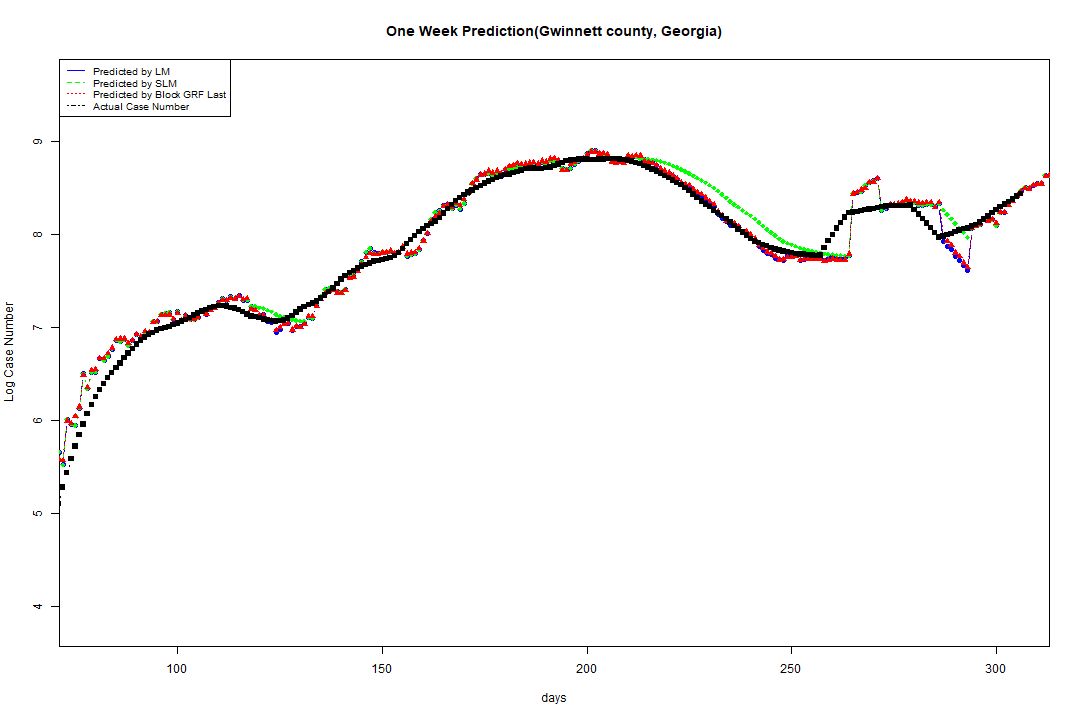 One Week Prediction(Gwinnett county, Georgia)
Predicted by LM
Predicted by SLM
Predicted by Block GRF Last
Actual Case Number
Log Case Number
9
8
7
6
5
4
100 150 200 250 300
days